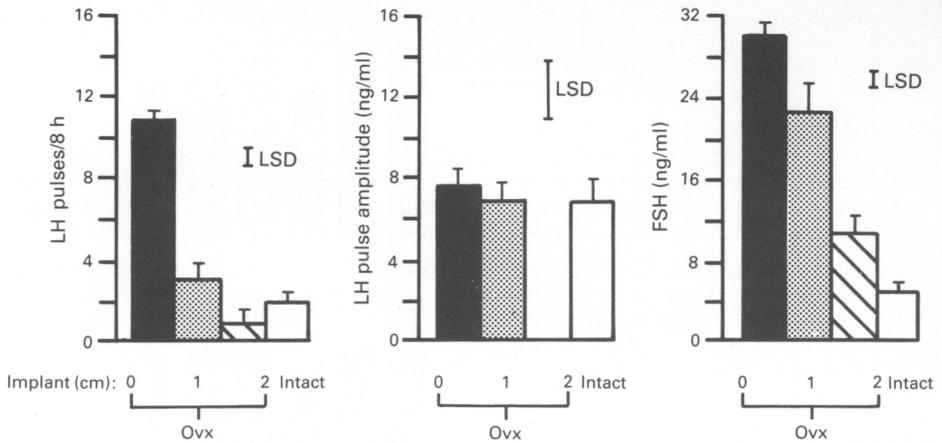 LH pulses/8 h
16
12
8
4
0
LSD
LH pulse amplitude (ng/ml)
16
12
8
4
0
LSD
FSH (ng/ml)
32
24
16
8
0
LSD
Implant (cm): 0 1 2 Intact
Ovx
0 1 2 Intact
Ovx
0 1 2 Intact
Ovx